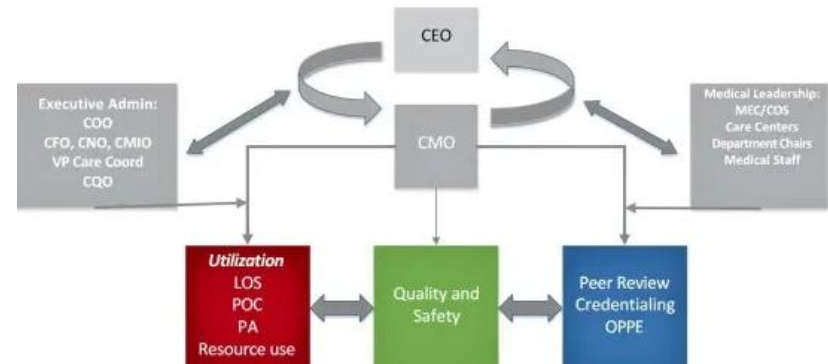 CEO
Executive Admin:
COO
CFO, CNO, CMIO
VP Care Coord
CQO
CMO
Medical Leadership:
MEC/COS
Care Centers
Department Chairs
Medical Staff
Utilization
LOS
POC
PA
Resource use
Quality and
Safety
Peer Review
Credentialing
OPPE